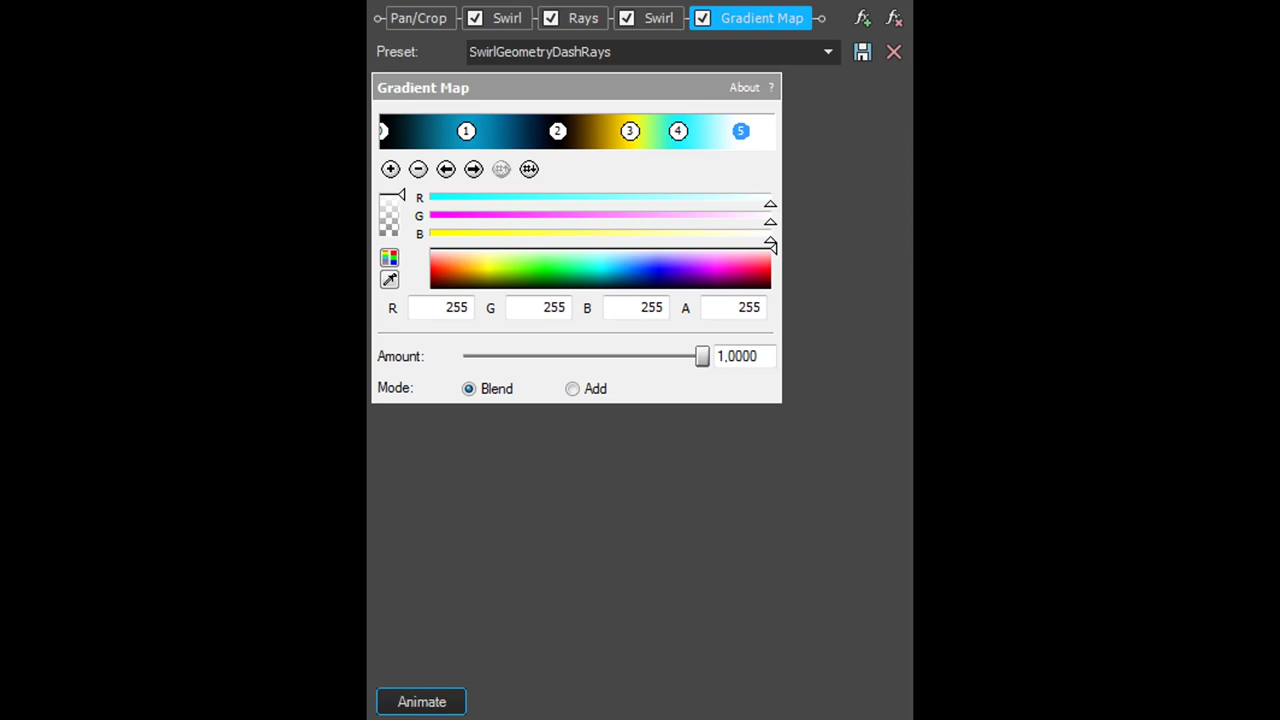 Pan/Crop Swirl Rays Swirl Gradient Map
Preset: SwirlGeometryDashRays
Gradient Map About ?
1 2 3 4 5
R
G
B
R 255 G 255 B 255 A 255
Amount: 1,0000
Mode: Blend Add
Animate